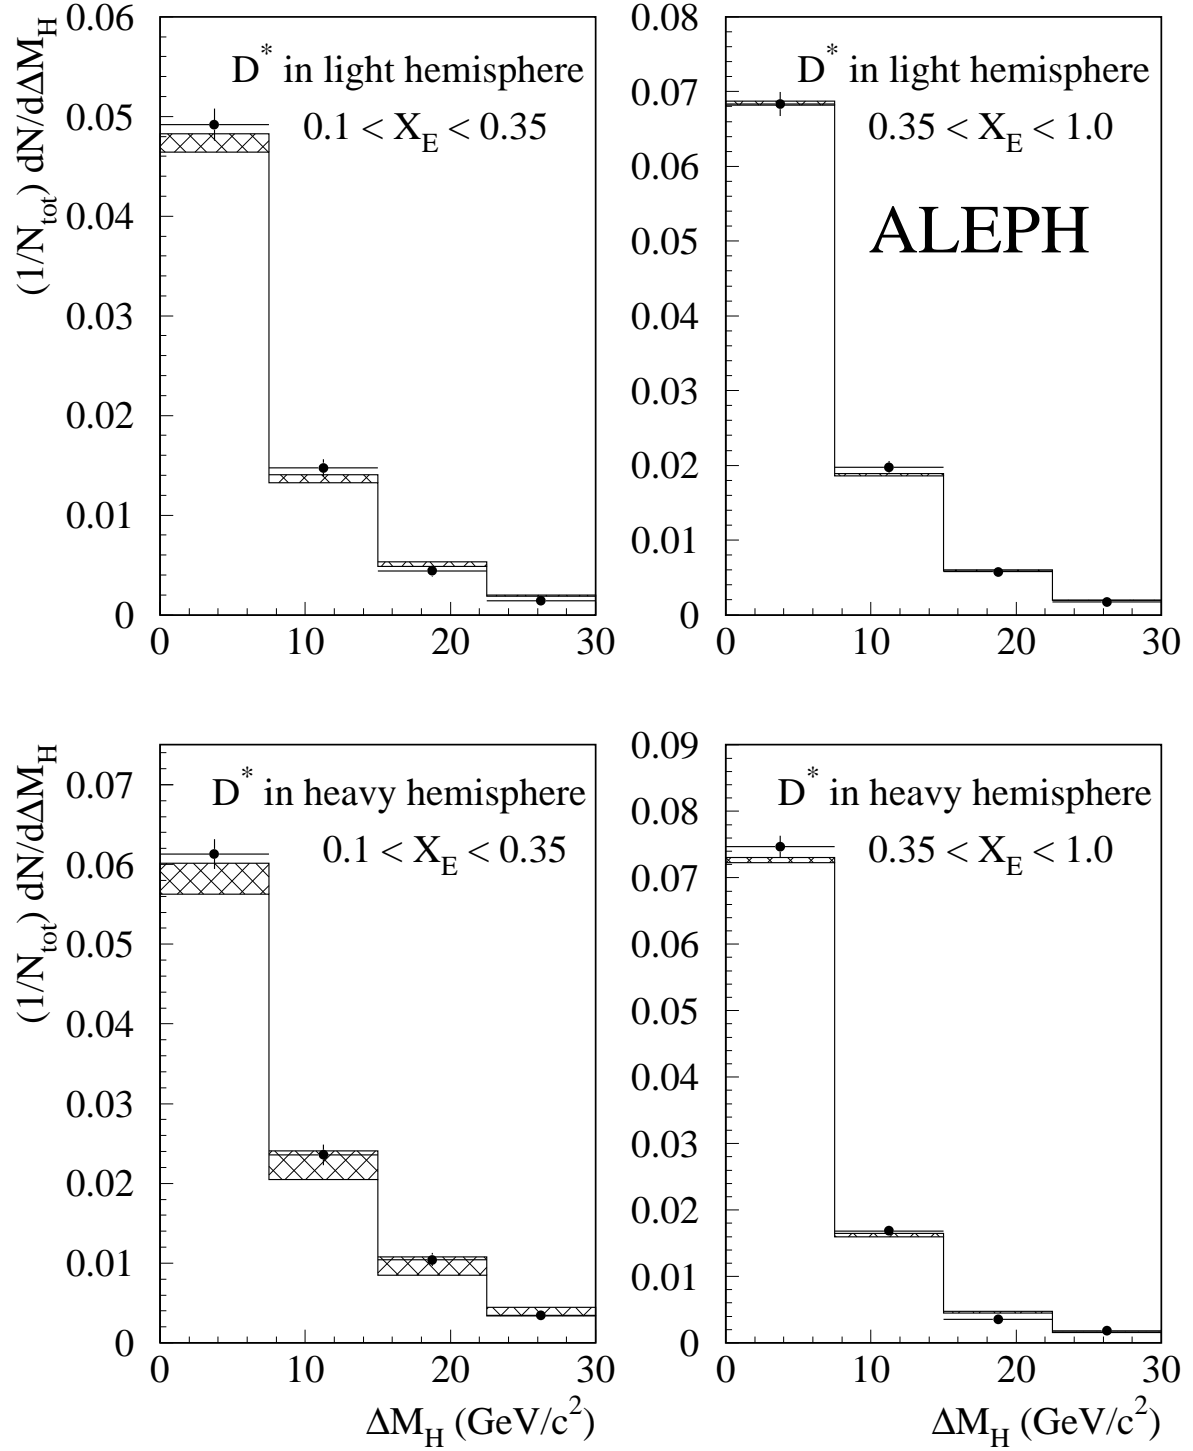 (1/N_tot) dN/dΔM_H
0.06
0.05
0.04
0.03
0.02
0.01
0
D* in light hemisphere
0.1 < X_E < 0.35
0 10 20 30
0.08
0.07
0.06
0.05
0.04
0.03
0.02
0.01
0
D* in light hemisphere
0.35 < X_E < 1.0
ALEPH
0 10 20 30
(1/N_tot) dN/dΔM_H
0.07
0.06
0.05
0.04
0.03
0.02
0.01
0
D* in heavy hemisphere
0.1 < X_E < 0.35
0 10 20 30
ΔM_H (GeV/c²)
0.09
0.08
0.07
0.06
0.05
0.04
0.03
0.02
0.01
0
D* in heavy hemisphere
0.35 < X_E < 1.0
0 10 20 30
ΔM_H (GeV/c²)